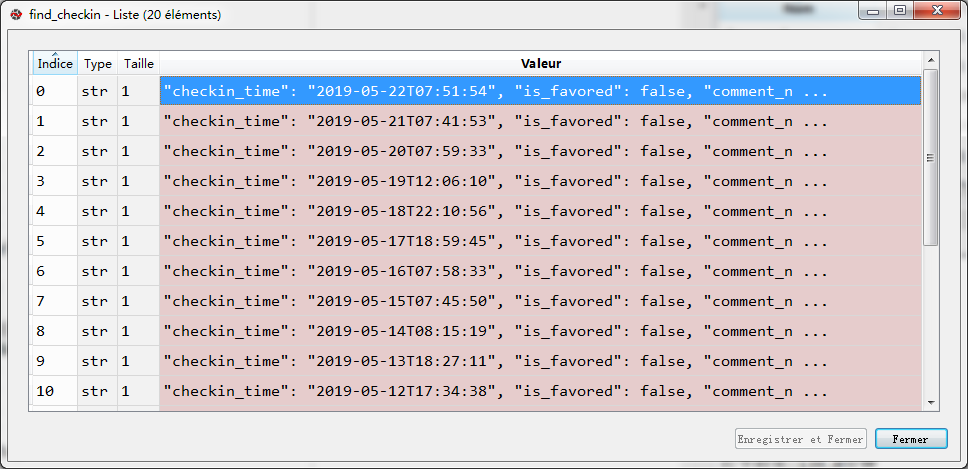 find_checkin - Liste (20 éléments)
Indice Type Taille Valeur
0 str 1 "checkin_time": "2019-05-22T07:51:54", "is_favored": false, "comment_n ...
1 str 1 "checkin_time": "2019-05-21T07:41:53", "is_favored": false, "comment_n ...
2 str 1 "checkin_time": "2019-05-20T07:59:33", "is_favored": false, "comment_n ...
3 str 1 "checkin_time": "2019-05-19T12:06:10", "is_favored": false, "comment_n ...
4 str 1 "checkin_time": "2019-05-18T22:10:56", "is_favored": false, "comment_n ...
5 str 1 "checkin_time": "2019-05-17T18:59:45", "is_favored": false, "comment_n ...
6 str 1 "checkin_time": "2019-05-16T07:58:33", "is_favored": false, "comment_n ...
7 str 1 "checkin_time": "2019-05-15T07:45:50", "is_favored": false, "comment_n ...
8 str 1 "checkin_time": "2019-05-14T08:15:19", "is_favored": false, "comment_n ...
9 str 1 "checkin_time": "2019-05-13T18:27:11", "is_favored": false, "comment_n ...
10 str 1 "checkin_time": "2019-05-12T17:34:38", "is_favored": false, "comment_n ...
Enregistrer et Fermer Fermer